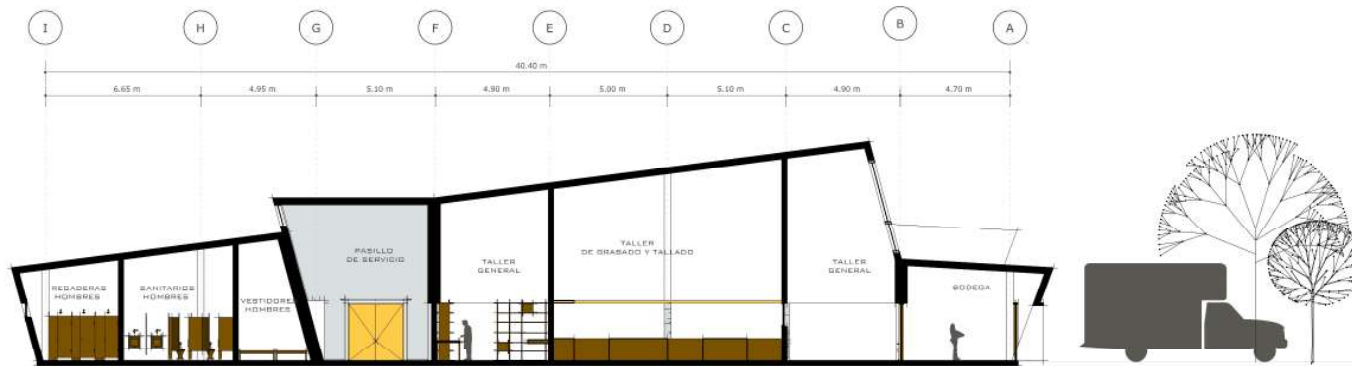 I H G F E D C B A
40.40 m
6.65 m 4.95 m 5.10 m 4.90 m 5.00 m 5.10 m 4.90 m 4.70 m
REGADERAS
HOMBRES
SANITARIOS
HOMBRES
VESTIDORES
HOMBRES
PASILLO
DE SERVICIO
TALLER
GENERAL
TALLER
DE GRABADO Y TALLADO
TALLER
GENERAL
BODEGA